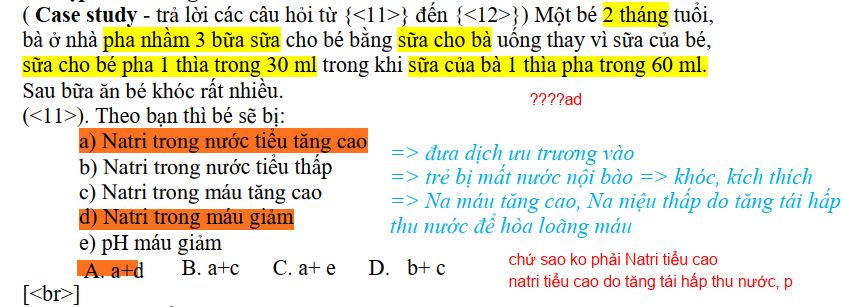 ( Case study - trả lời các câu hỏi từ {<11>} đến {<12>}) Một bé 2 tháng tuổi,
bà ở nhà pha nhầm 3 bữa sữa cho bé bằng sữa cho bà uống thay vì sữa của bé,
sữa cho bé pha 1 thìa trong 30 ml trong khi sữa của bà 1 thìa pha trong 60 ml.
Sau bữa ăn bé khóc rất nhiều.
????ad
(<11>). Theo bạn thì bé sẽ bị:
a) Natri trong nước tiểu tăng cao
b) Natri trong nước tiểu thấp
c) Natri trong máu tăng cao
d) Natri trong máu giảm
e) pH máu giảm
=> đưa dịch ưu trương vào
=> trẻ bị mất nước nội bào => khóc, kích thích
=> Na máu tăng cao, Na niệu thấp do tăng tái hấp
thu nước để hòa loãng máu
A. a+d B. a+c C. a+ e D. b+ c
chứ sao ko phải Natri tiểu cao
natri tiểu cao do tăng tái hấp thu nước, p
[<br>]